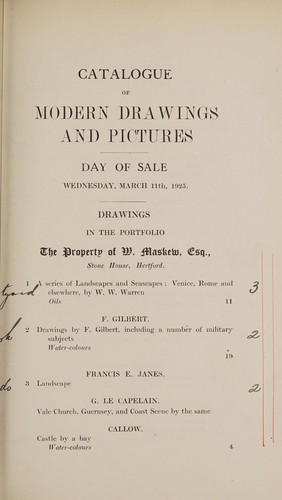 CATALOGUE
OF
MODERN DRAWINGS
AND PICTURES
DAY OF SALE
WEDNESDAY, MARCH 11th, 1925.
DRAWINGS
IN THE PORTFOLIO
The Property of W. Maskew, Esq.,
Stone House, Hertford.
1 A series of Landscapes and Seascapes : Venice, Rome and 3
elsewhere, by W. W. Warren
Oils 11
F. GILBERT.
2 Drawings by F. Gilbert, including a number of military 2
subjects
Water-colours
19
FRANCIS E. JANES.
do 3 Landscape 2
G. LE CAPELAIN.
Vale Church, Guernsey, and Coast Scene by the same
CALLOW.
Castle by a bay
Water-colours 4